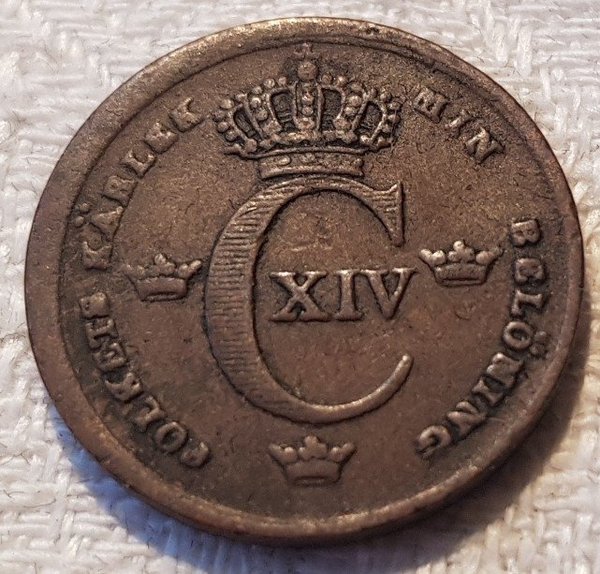 FOLKETS KÄRLEK MIN BELÖNING
C
XIV